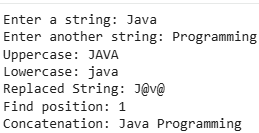 Enter a string: Java
Enter another string: Programming
Uppercase: JAVA
Lowercase: java
Replaced String: J@v@
Find position: 1
Concatenation: Java Programming